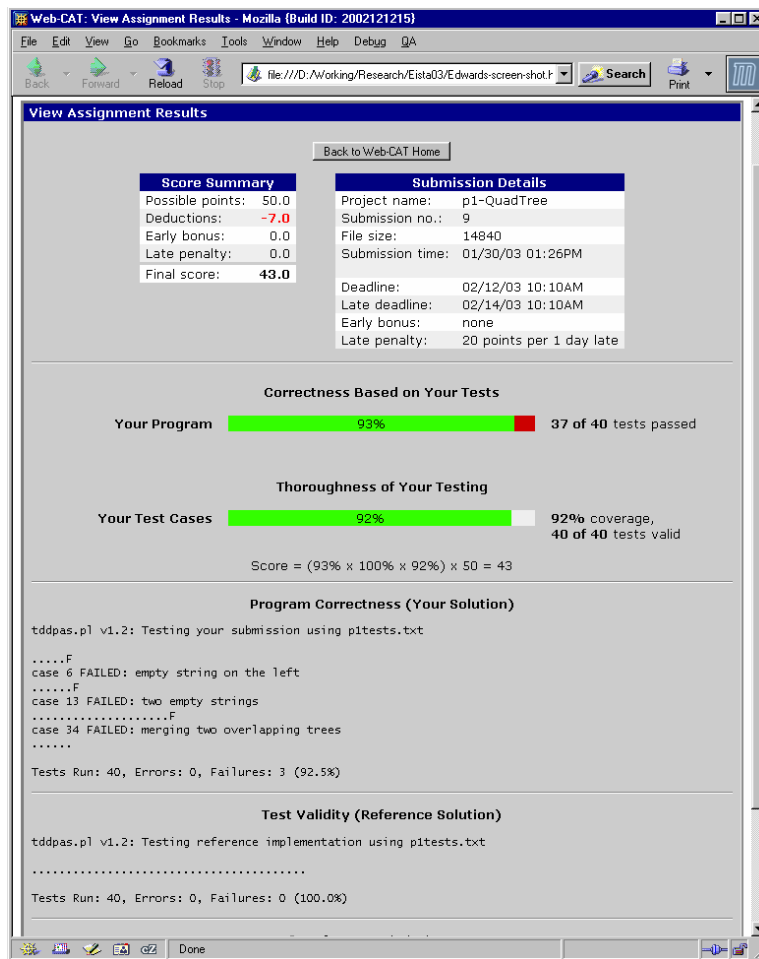 Web-CAT: View Assignment Results - Mozilla {Build ID: 2002121215}
File Edit View Go Bookmarks Tools Window Help Debug QA
Back Forward Reload Stop file:///D:/Working/Research/Eista03/Edwards-screen-shot.h Search Print
View Assignment Results
Back to Web-CAT Home
Score Summary
Possible points: 50.0
Deductions: -7.0
Early bonus: 0.0
Late penalty: 0.0
Final score: 43.0
Submission Details
Project name: p1-QuadTree
Submission no.: 9
File size: 14840
Submission time: 01/30/03 01:26PM
Deadline: 02/12/03 10:10AM
Late deadline: 02/14/03 10:10AM
Early bonus: none
Late penalty: 20 points per 1 day late
Correctness Based on Your Tests
Your Program 93% 37 of 40 tests passed
Thoroughness of Your Testing
Your Test Cases 92% 92% coverage,
40 of 40 tests valid
Score = (93% x 100% x 92%) x 50 = 43
Program Correctness (Your Solution)
tddpas.pl v1.2: Testing your submission using p1tests.txt
.....F
case 6 FAILED: empty string on the left
......F
case 13 FAILED: two empty strings
....................F
case 34 FAILED: merging two overlapping trees
......
Tests Run: 40, Errors: 0, Failures: 3 (92.5%)
Test Validity (Reference Solution)
tddpas.pl v1.2: Testing reference implementation using p1tests.txt
........................................
Tests Run: 40, Errors: 0, Failures: 0 (100.0%)
Done